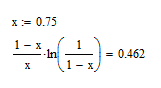 x := 0.75
(1 - x)/x · ln(1/(1 - x)) = 0.462